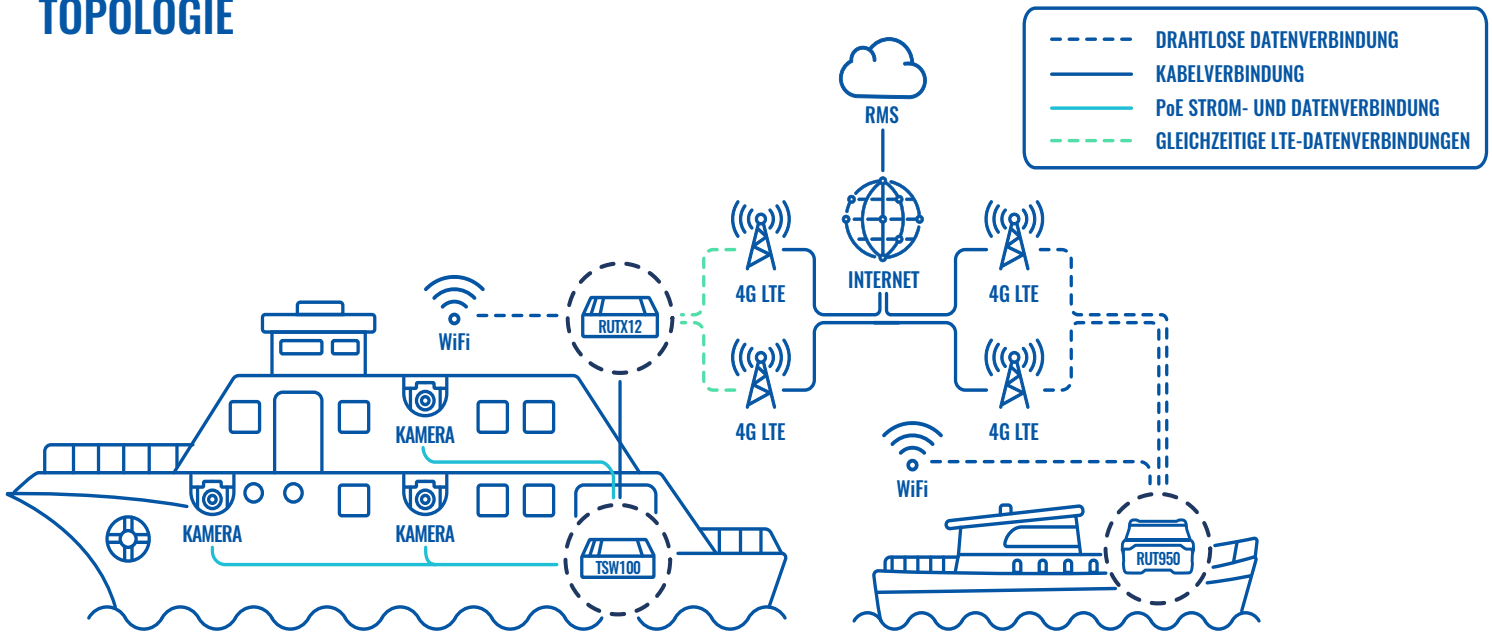 TOPOLOGIE
DRAHTLOSE DATENVERBINDUNG
KABELVERBINDUNG
PoE STROM- UND DATENVERBINDUNG
GLEICHZEITIGE LTE-DATENVERBINDUNGEN
RMS
INTERNET
4G LTE
4G LTE
WiFi
RUTX12
4G LTE
4G LTE
KAMERA
WiFi
KAMERA
KAMERA
TSW100
RUT950